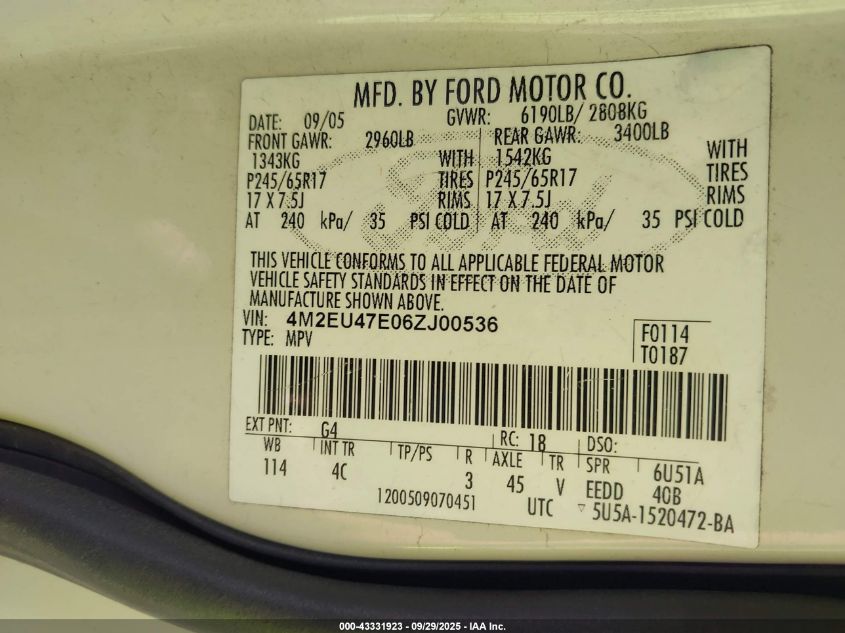 MFD. BY FORD MOTOR CO.
DATE: 09/05 GVWR: 6190LB/ 2808KG
FRONT GAWR: 2960LB REAR GAWR: 3400LB
1343KG WITH 1542KG WITH
P245/65R17 TIRES P245/65R17 TIRES
17 X 7.5J RIMS 17 X 7.5J RIMS
AT 240 kPa/ 35 PSI COLD AT 240 kPa/ 35 PSI COLD
THIS VEHICLE CONFORMS TO ALL APPLICABLE FEDERAL MOTOR
VEHICLE SAFETY STANDARDS IN EFFECT ON THE DATE OF
MANUFACTURE SHOWN ABOVE.
VIN: 4M2EU47E06ZJ00536
TYPE: MPV
F0114
T0187
EXT PNT: G4 RC: 18 DSO:
WB INT TR TP/PS R AXLE TR SPR 6U51A
114 4C 3 45 V EEDD 40B
1200509070451 UTC 5U5A-1520472-BA
000-43331923 - 09/29/2025 - IAA Inc.